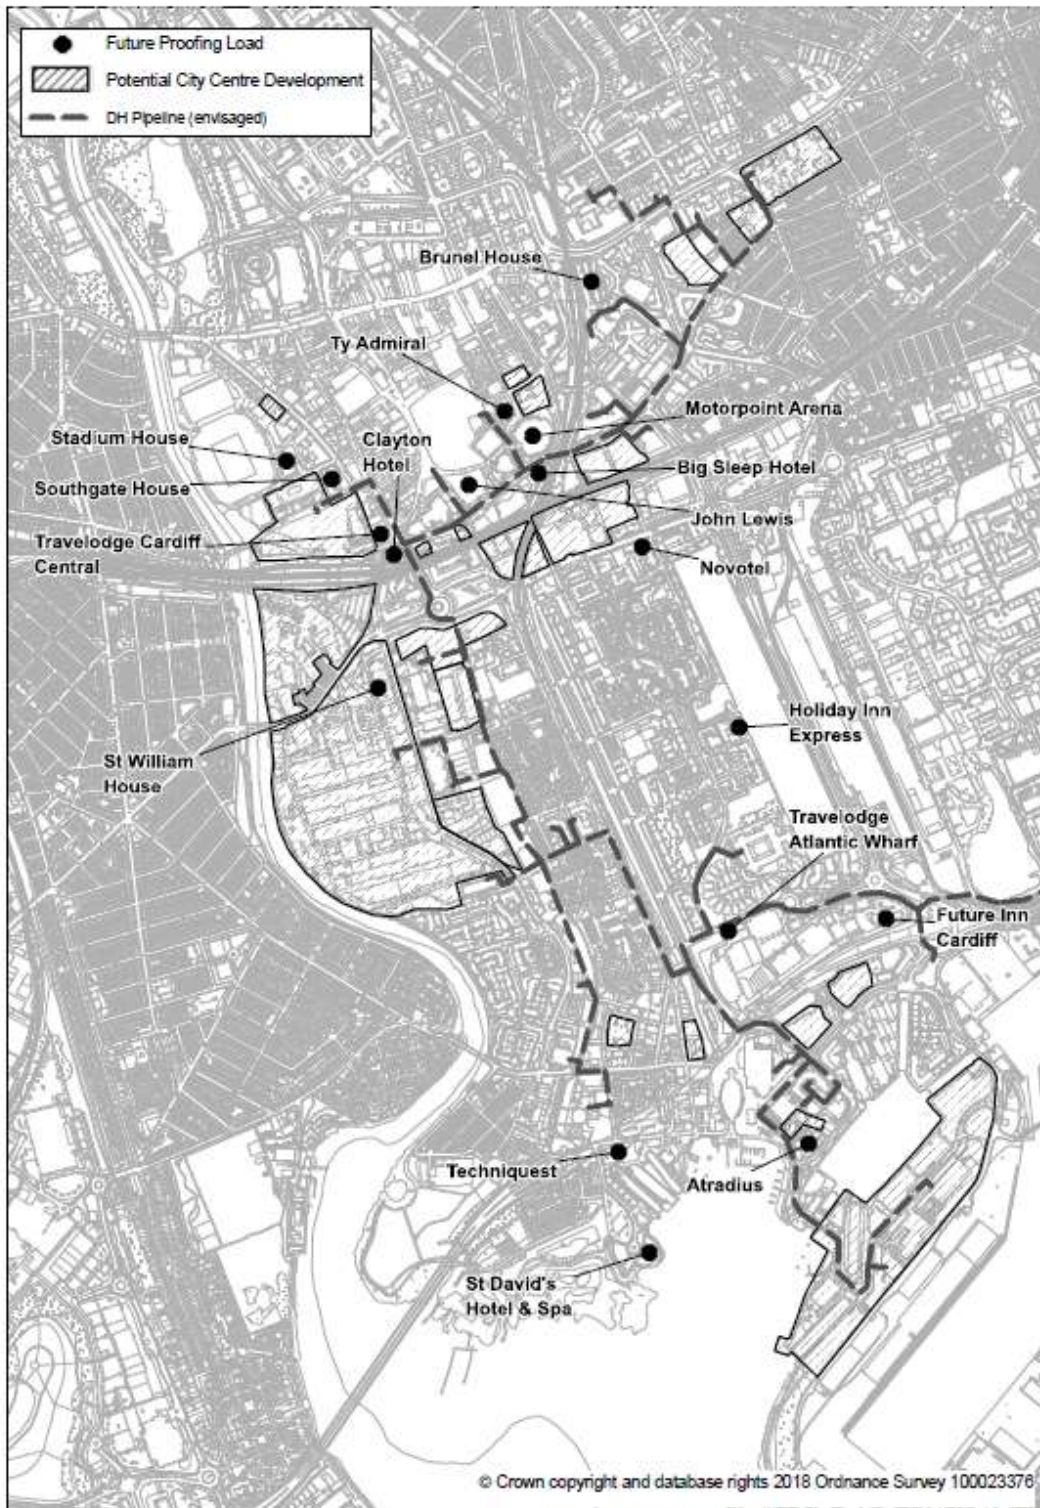 Future Proofing Load
Potential City Centre Development
DH Pipeline (envisaged)
Brunel House
Ty Admiral
Motorpoint Arena
Stadium House
Clayton
Hotel
Big Sleep Hotel
Southgate House
John Lewis
Travelodge Cardiff
Central
Novotel
Holiday Inn
Express
St William
House
Travelodge
Atlantic Wharf
Future Inn
Cardiff
Techniquest
Atradius
St David's
Hotel & Spa
© Crown copyright and database rights 2018 Ordnance Survey 100023376